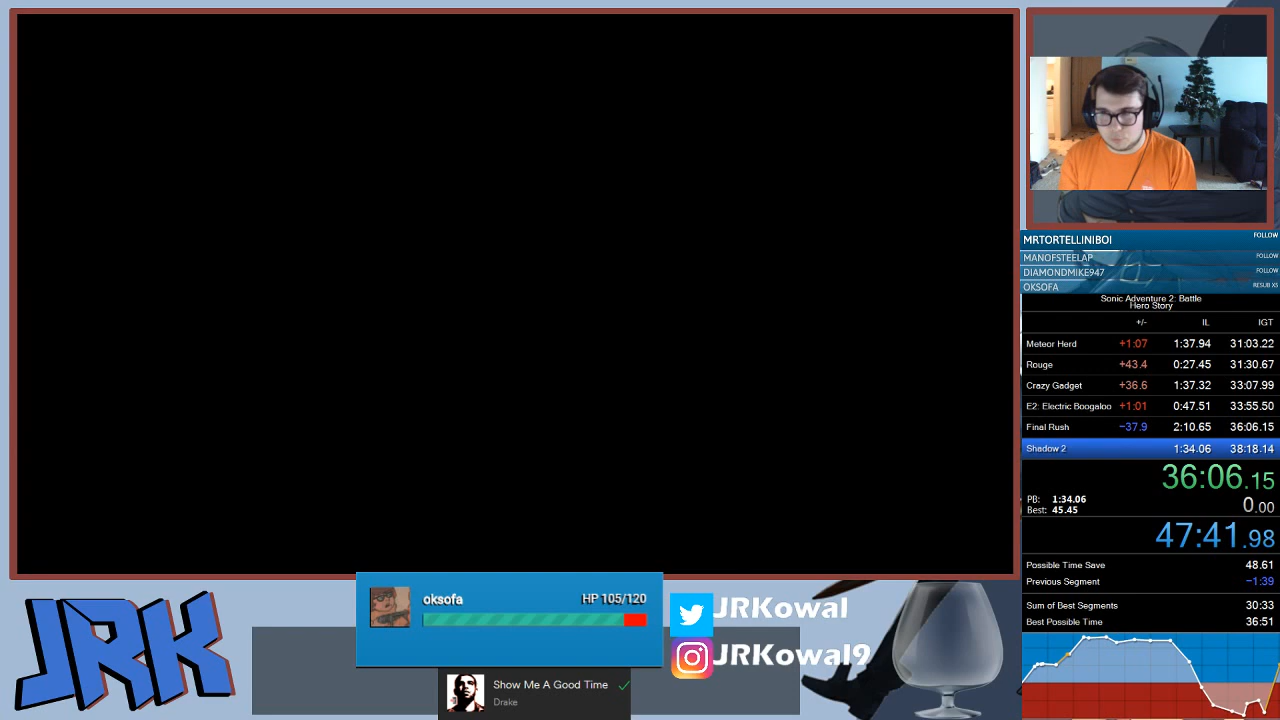 MRTORTELLINIBOI FOLLOW
MANOFSTEELAP FOLLOW
DIAMONDMIKE947 FOLLOW
OKSOFA RESUB X5
Sonic Adventure 2: Battle
Hero Story
+/- IL IGT
Meteor Herd +1:07 1:37.94 31:03.22
Rouge +43.4 0:27.45 31:30.67
Crazy Gadget +36.6 1:37.32 33:07.99
E2: Electric Boogaloo +1:01 0:47.51 33:55.50
Final Rush −37.9 2:10.65 36:06.15
Shadow 2 1:34.06 38:18.14
36:06.15
PB: 1:34.06 0.00
Best: 45.45
47:41.98
Possible Time Save 48.61
Previous Segment −1:39
Sum of Best Segments 30:33
Best Possible Time 36:51
JRK
oksofa HP 105/120
Show Me A Good Time
Drake
JRKowal
JRKowal9